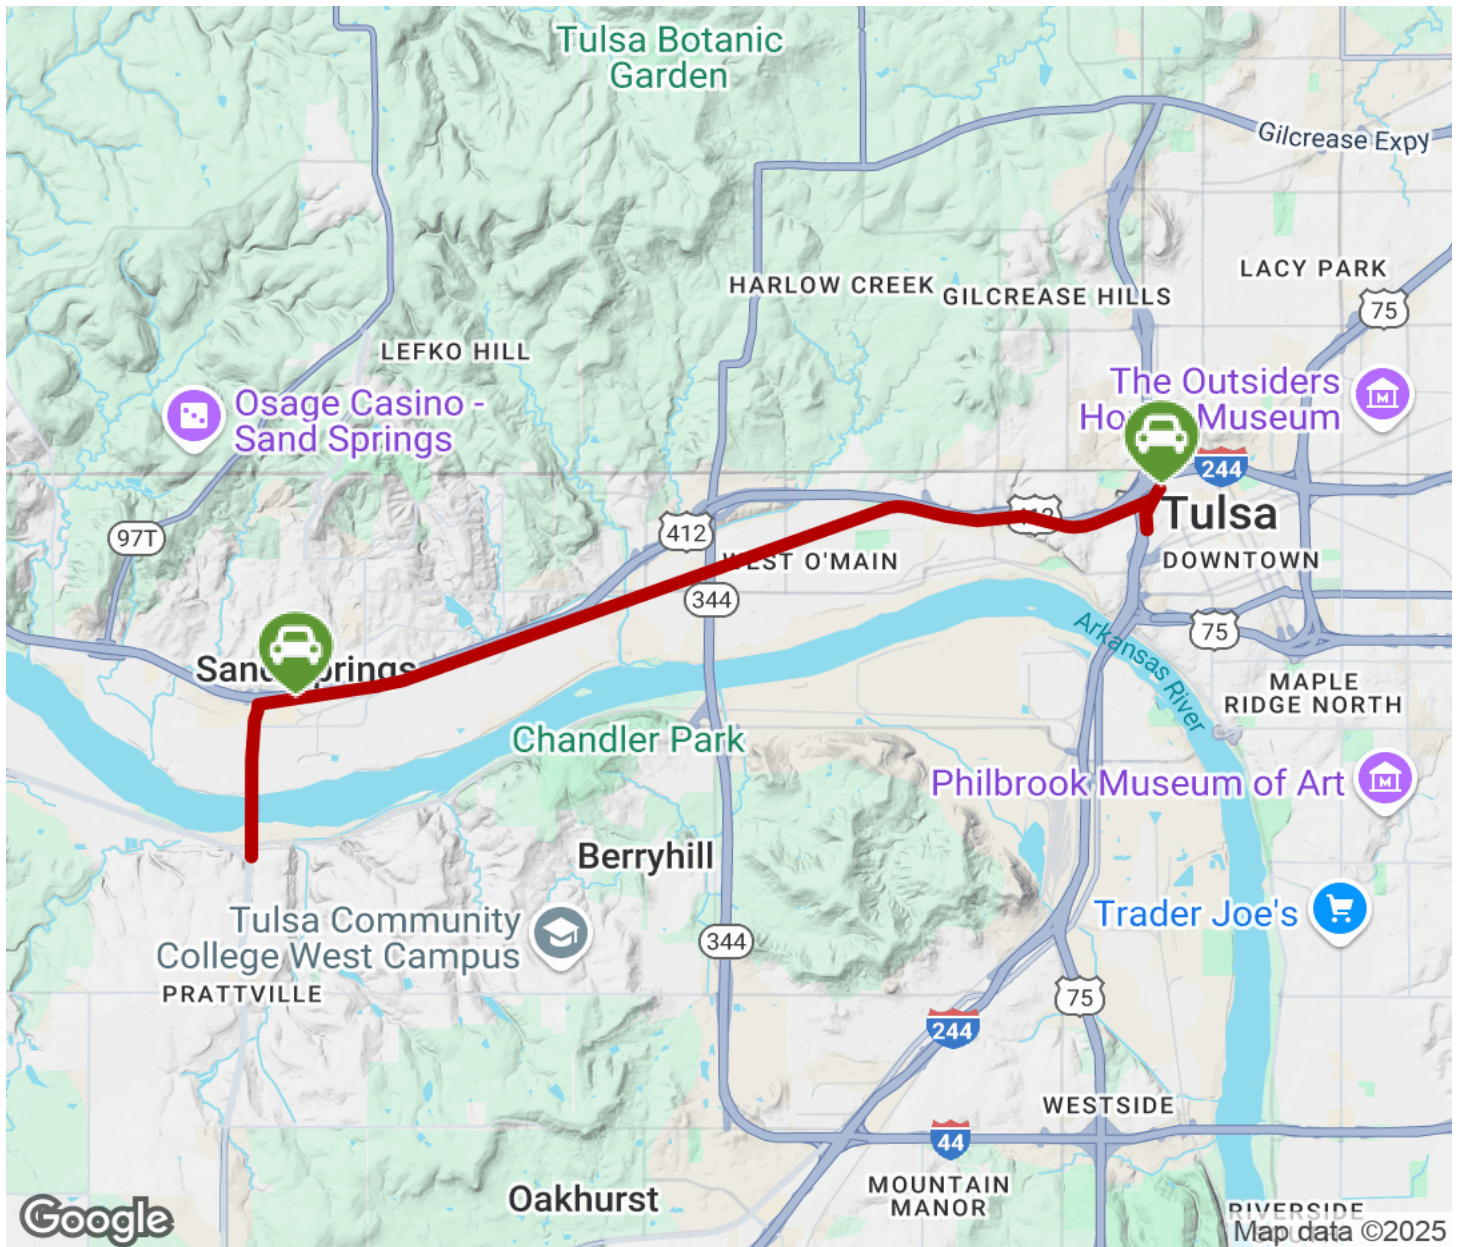 Tulsa Botanic
Garden
Gilcrease Expy
LACY PARK
HARLOW CREEK
GILCREASE HILLS
75
LEFKO HILL
The Outsiders
Museum
Osage Casino -
Sand Springs
244
Tulsa
97T
412
DOWNTOWN
344
75
Arkansas River
MAPLE
RIDGE NORTH
Chandler Park
Philbrook Museum of Art
Berryhill
Trader Joe's
Tulsa Community
College West Campus
344
PRATTVILLE
75
244
WESTSIDE
44
MOUNTAIN
MANOR
Oakhurst
RIVERSIDE
Google
Map data ©2025